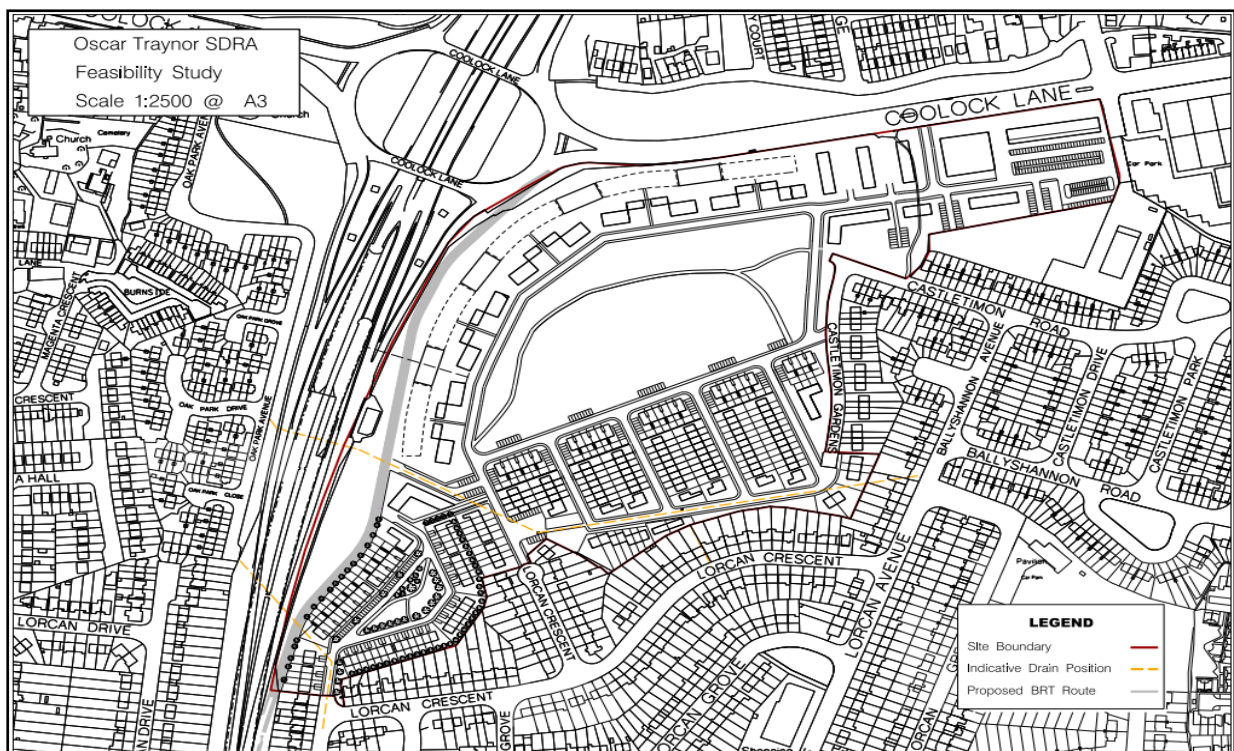 Oscar Traynor SDRA
Feasibility Study
Scale 1:2500 @ A3
COOLOCK LANE
COOLOCK LANE
COOLOCK LANE
Church
Church
Cemetery
OAK PARK AVENUE
Car Park
LANE
BURNSIDE
MAGENTA CRESCENT
OAK PARK GROVE
CRESCENT
OAK PARK DRIVE
OAK PARK AVENUE
A HALL
OAK PARK CLOSE
CASTLETIMON ROAD
CASTLETIMON GARDENS
BALLYSHANNON AVENUE
CASTLETIMON DRIVE
CASTLETIMON PARK
BALLYSHANNON ROAD
LORCAN CRESCENT
LORCAN CRESCENT
LORCAN AVENUE
Car Park
LORCAN DRIVE
LORCAN CRESCENT
LORCAN GROVE
GROVE
LORCAN
AN DRIVE
LEGEND
Site Boundary
Indicative Drain Position
Proposed BRT Route